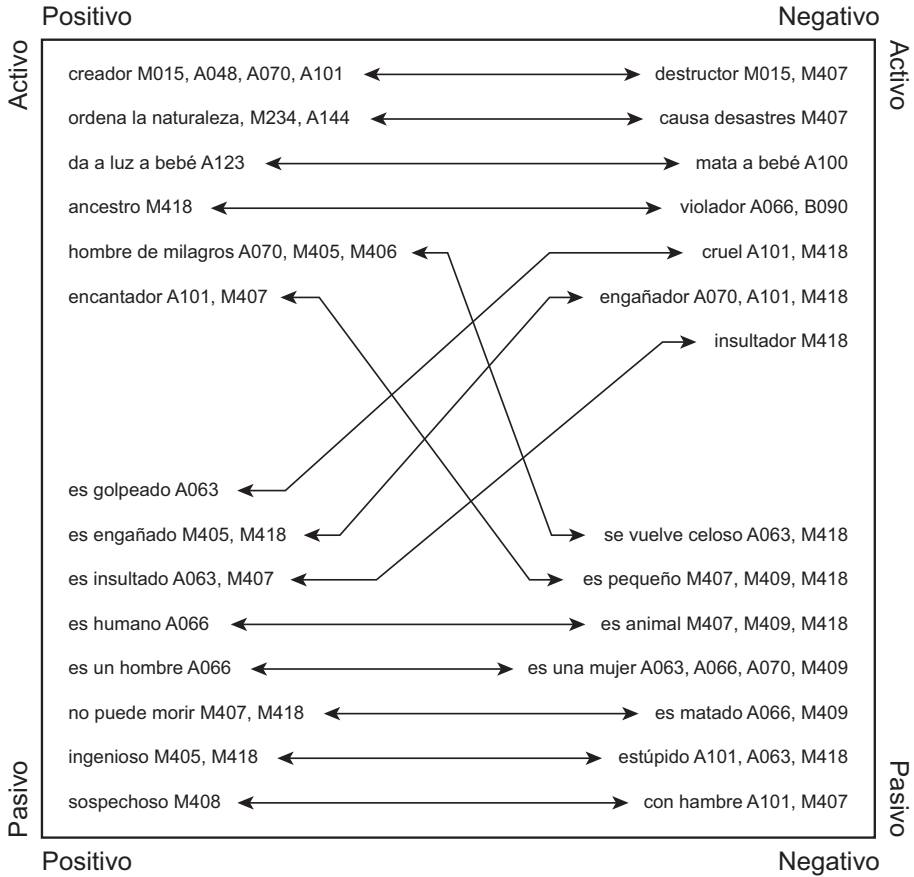 Positivo
Negativo
Activo
Activo
creador M015, A048, A070, A101
destructor M015, M407
ordena la naturaleza, M234, A144
causa desastres M407
da a luz a bebé A123
mata a bebé A100
ancestro M418
violador A066, B090
hombre de milagros A070, M405, M406
cruel A101, M418
encantador A101, M407
engañador A070, A101, M418
insultador M418
es golpeado A063
es engañado M405, M418
se vuelve celoso A063, M418
es insultado A063, M407
es pequeño M407, M409, M418
es humano A066
es animal M407, M409, M418
es un hombre A066
es una mujer A063, A066, A070, M409
no puede morir M407, M418
es matado A066, M409
ingenioso M405, M418
estúpido A101, A063, M418
sospechoso M408
con hambre A101, M407
Pasivo
Pasivo
Positivo
Negativo